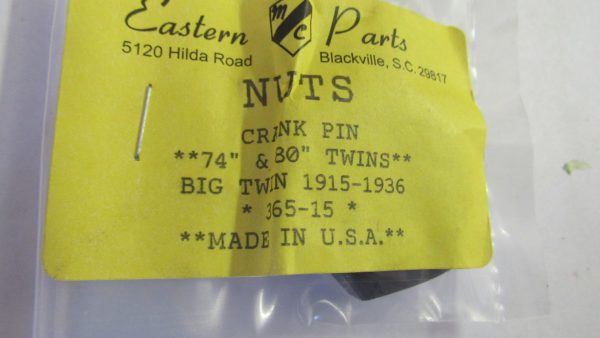 Eastern MC Parts
5120 Hilda Road Blackville, S.C. 29817
NUTS
CRANK PIN
**74" & 80" TWINS**
BIG TWIN 1915-1936
* 365-15 *
**MADE IN U.S.A.**